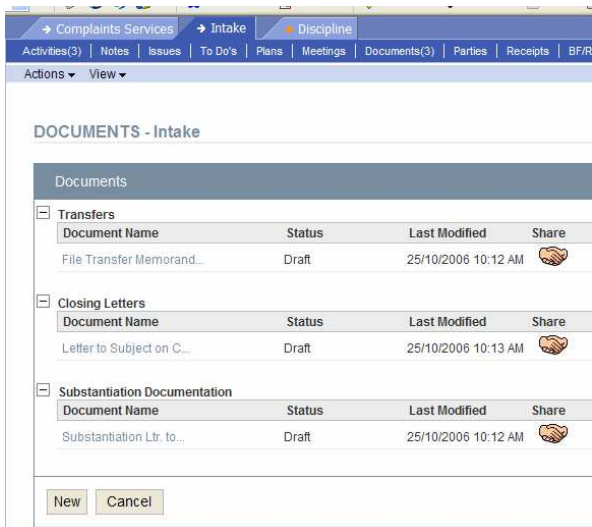 Complaints Services Intake Discipline
Activities(3) | Notes | Issues | To Do's | Plans | Meetings | Documents(3) | Parties | Receipts | BF/R
Actions View
DOCUMENTS - Intake
Documents
Transfers
Document Name Status Last Modified Share
File Transfer Memorand... Draft 25/10/2006 10:12 AM
Closing Letters
Document Name Status Last Modified Share
Letter to Subject on C... Draft 25/10/2006 10:13 AM
Substantiation Documentation
Document Name Status Last Modified Share
Substantiation Ltr. to... Draft 25/10/2006 10:12 AM
New Cancel